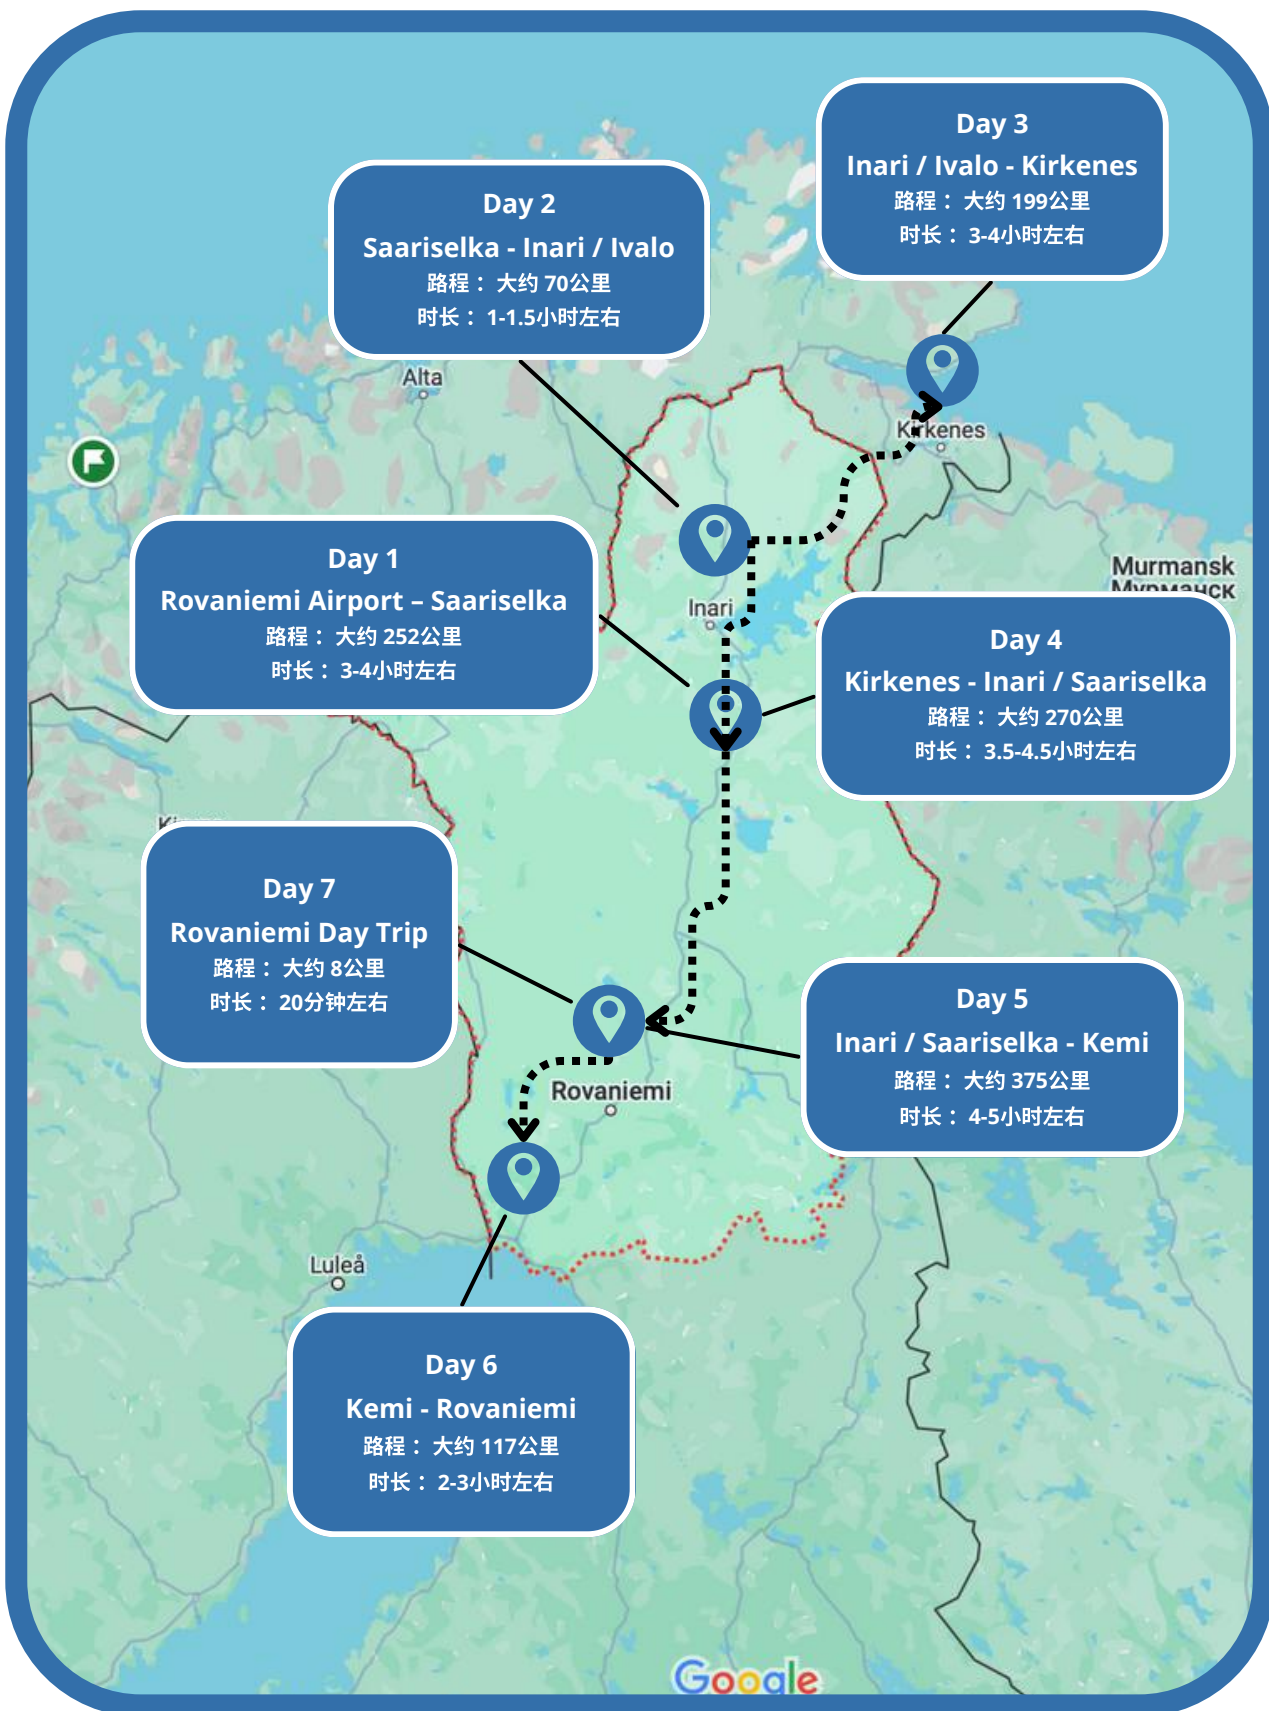 Day 3
Inari / Ivalo - Kirkenes
路程： 大约 199公里
时长： 3-4小时左右
Day 2
Saariselka - Inari / Ivalo
路程： 大约 70公里
时长： 1-1.5小时左右
Alta
Kirkenes
Day 1
Rovaniemi Airport – Saariselka
路程： 大约 252公里
时长： 3-4小时左右
Murmansk
Мурманск
Inari
Day 4
Kirkenes - Inari / Saariselka
路程： 大约 270公里
时长： 3.5-4.5小时左右
Day 7
Rovaniemi Day Trip
路程： 大约 8公里
时长： 20分钟左右
Day 5
Inari / Saariselka - Kemi
路程： 大约 375公里
时长： 4-5小时左右
Rovaniemi
Luleå
Day 6
Kemi - Rovaniemi
路程： 大约 117公里
时长： 2-3小时左右
Google